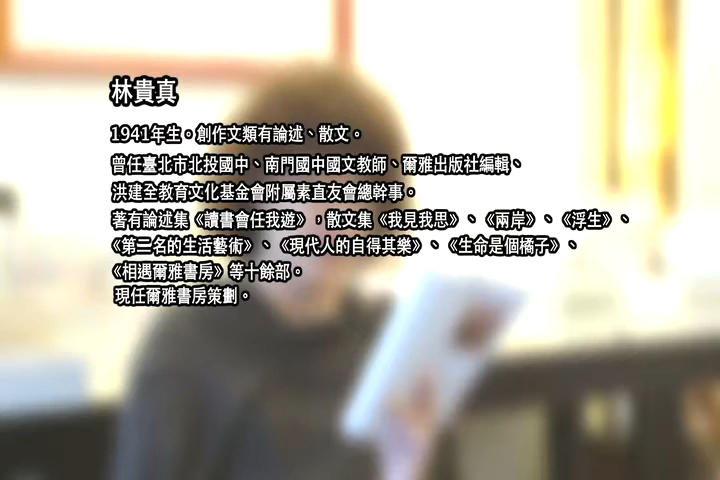 林貴真
1941年生。創作文類有論述、散文。
曾任臺北市北投國中、南門國中國文教師、爾雅出版社編輯、
洪建全教育文化基金會附屬素直友會總幹事。
著有論述集《讀書會任我遊》，散文集《我見我思》、《兩岸》、《浮生》、
《第二名的生活藝術》、《現代人的自得其樂》、《生命是個橘子》、
《相遇爾雅書房》等十餘部。
現任爾雅書房策劃。